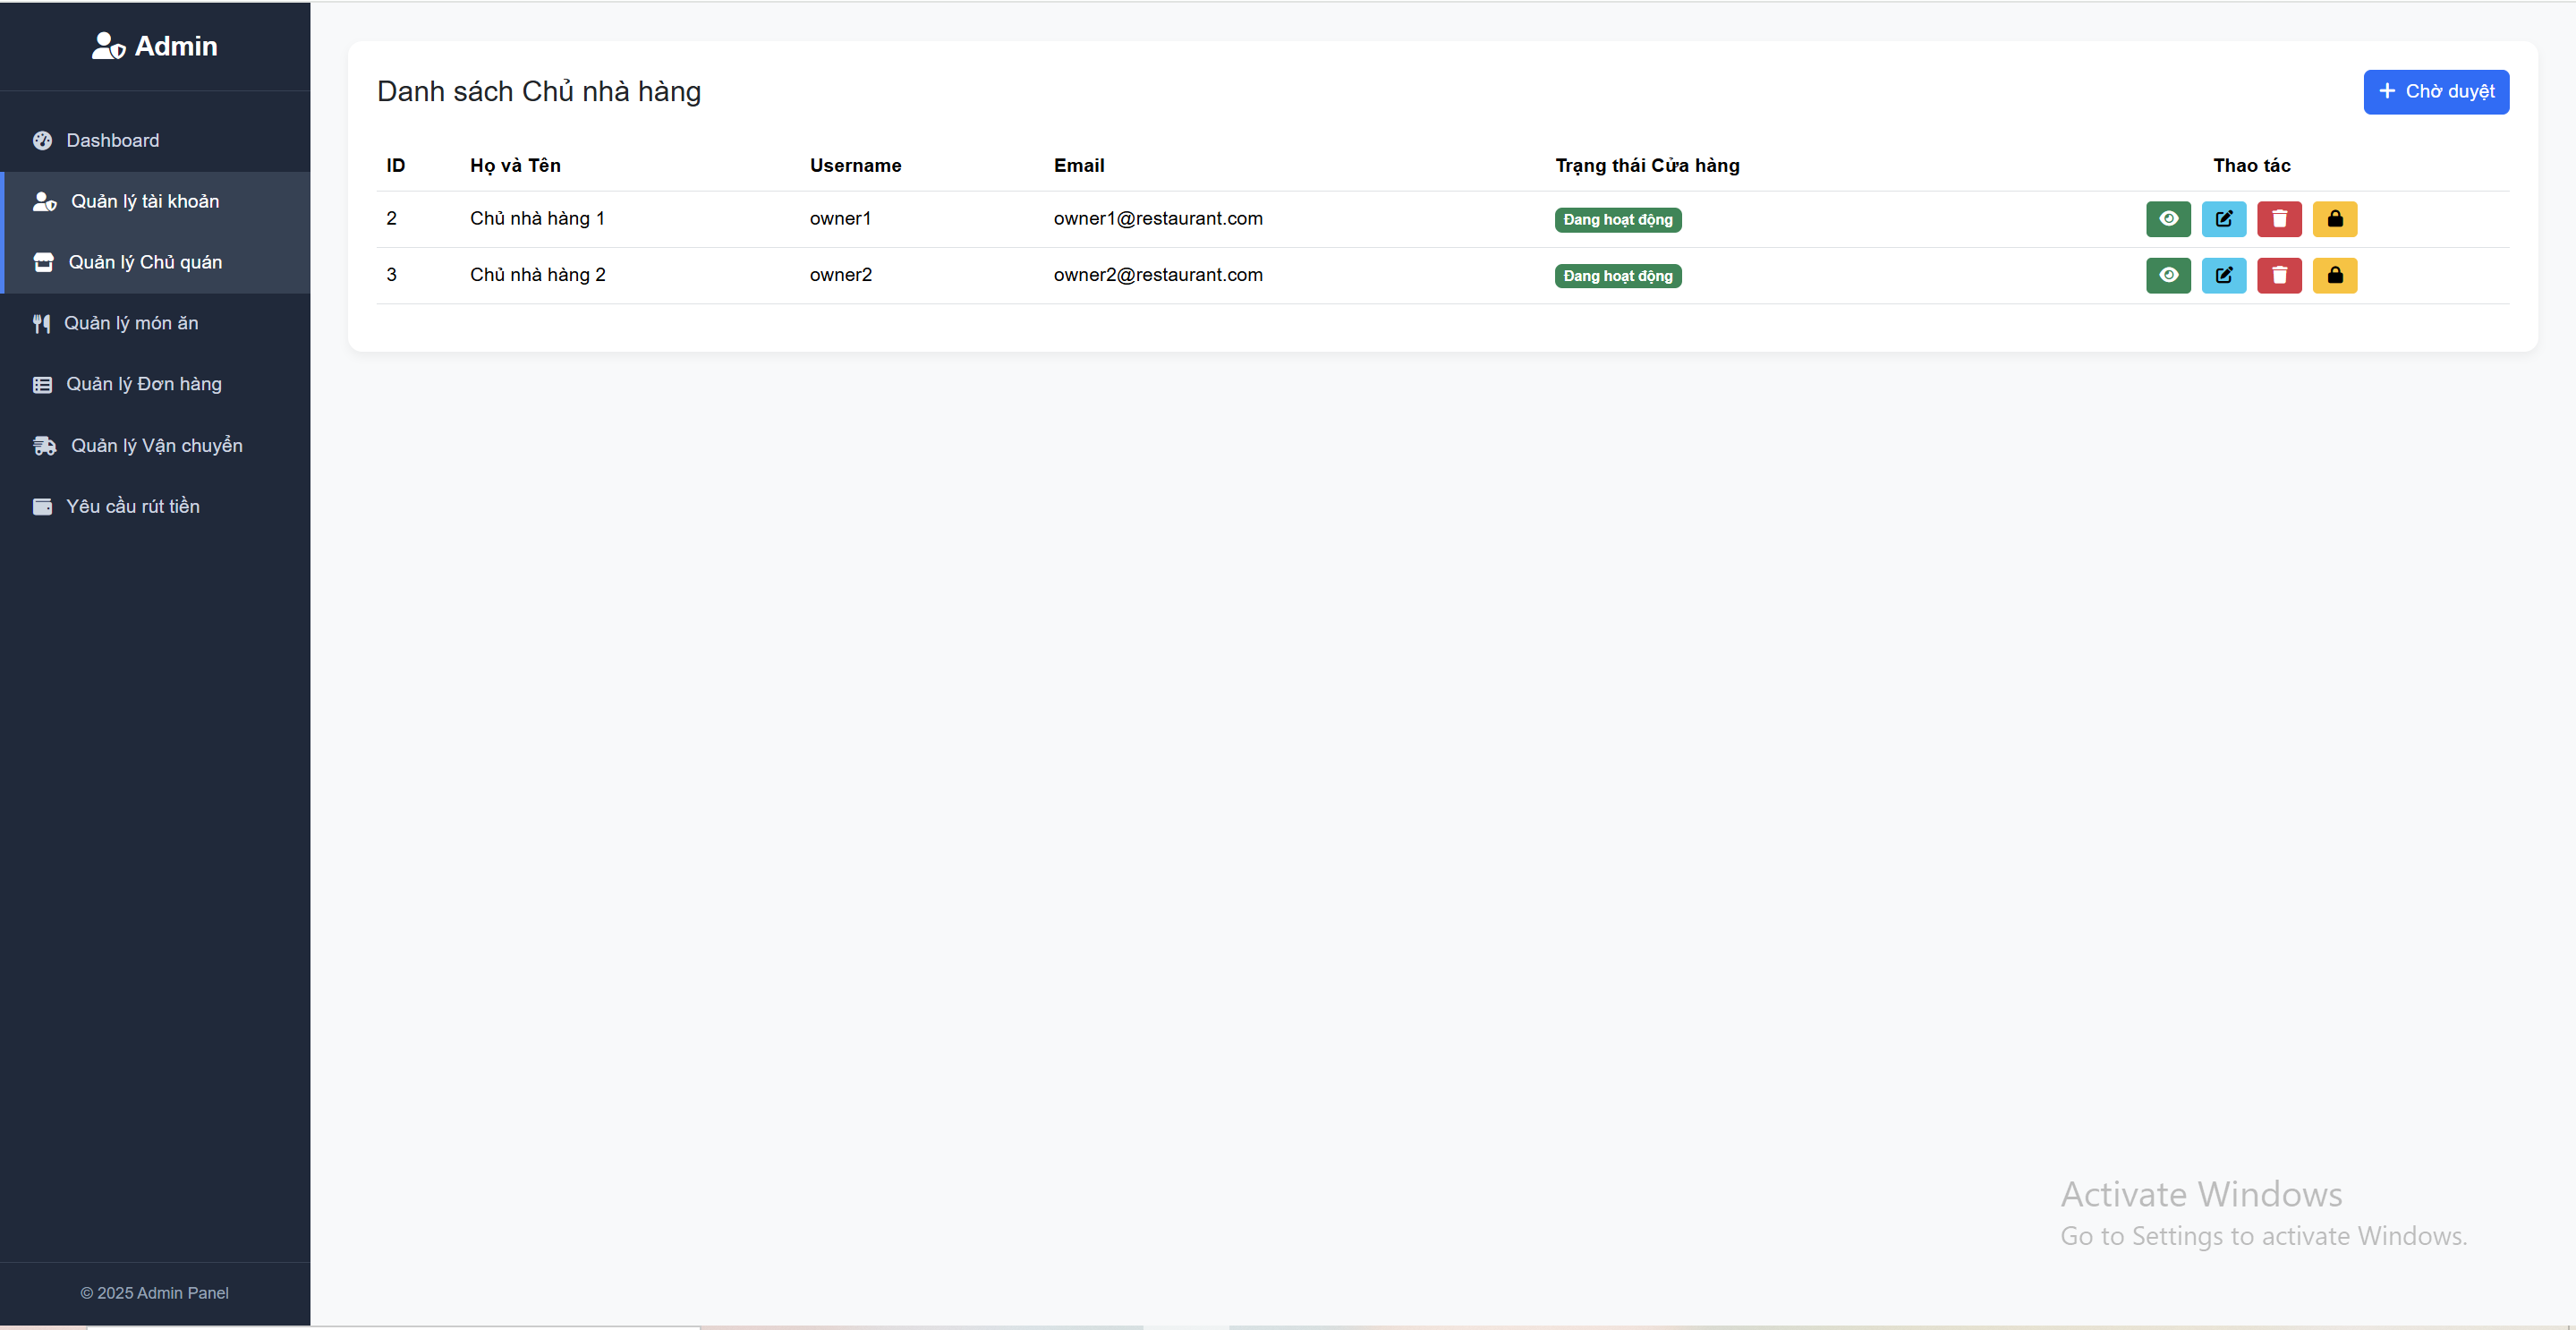 Admin
Dashboard
Quản lý tài khoản
Quản lý Chủ quán
Quản lý món ăn
Quản lý Đơn hàng
Quản lý Vận chuyển
Yêu cầu rút tiền
© 2025 Admin Panel
Danh sách Chủ nhà hàng
Chờ duyệt
ID Họ và Tên Username Email Trạng thái Cửa hàng Thao tác
2 Chủ nhà hàng 1 owner1 owner1@restaurant.com Đang hoạt động
3 Chủ nhà hàng 2 owner2 owner2@restaurant.com Đang hoạt động
Activate Windows
Go to Settings to activate Windows.